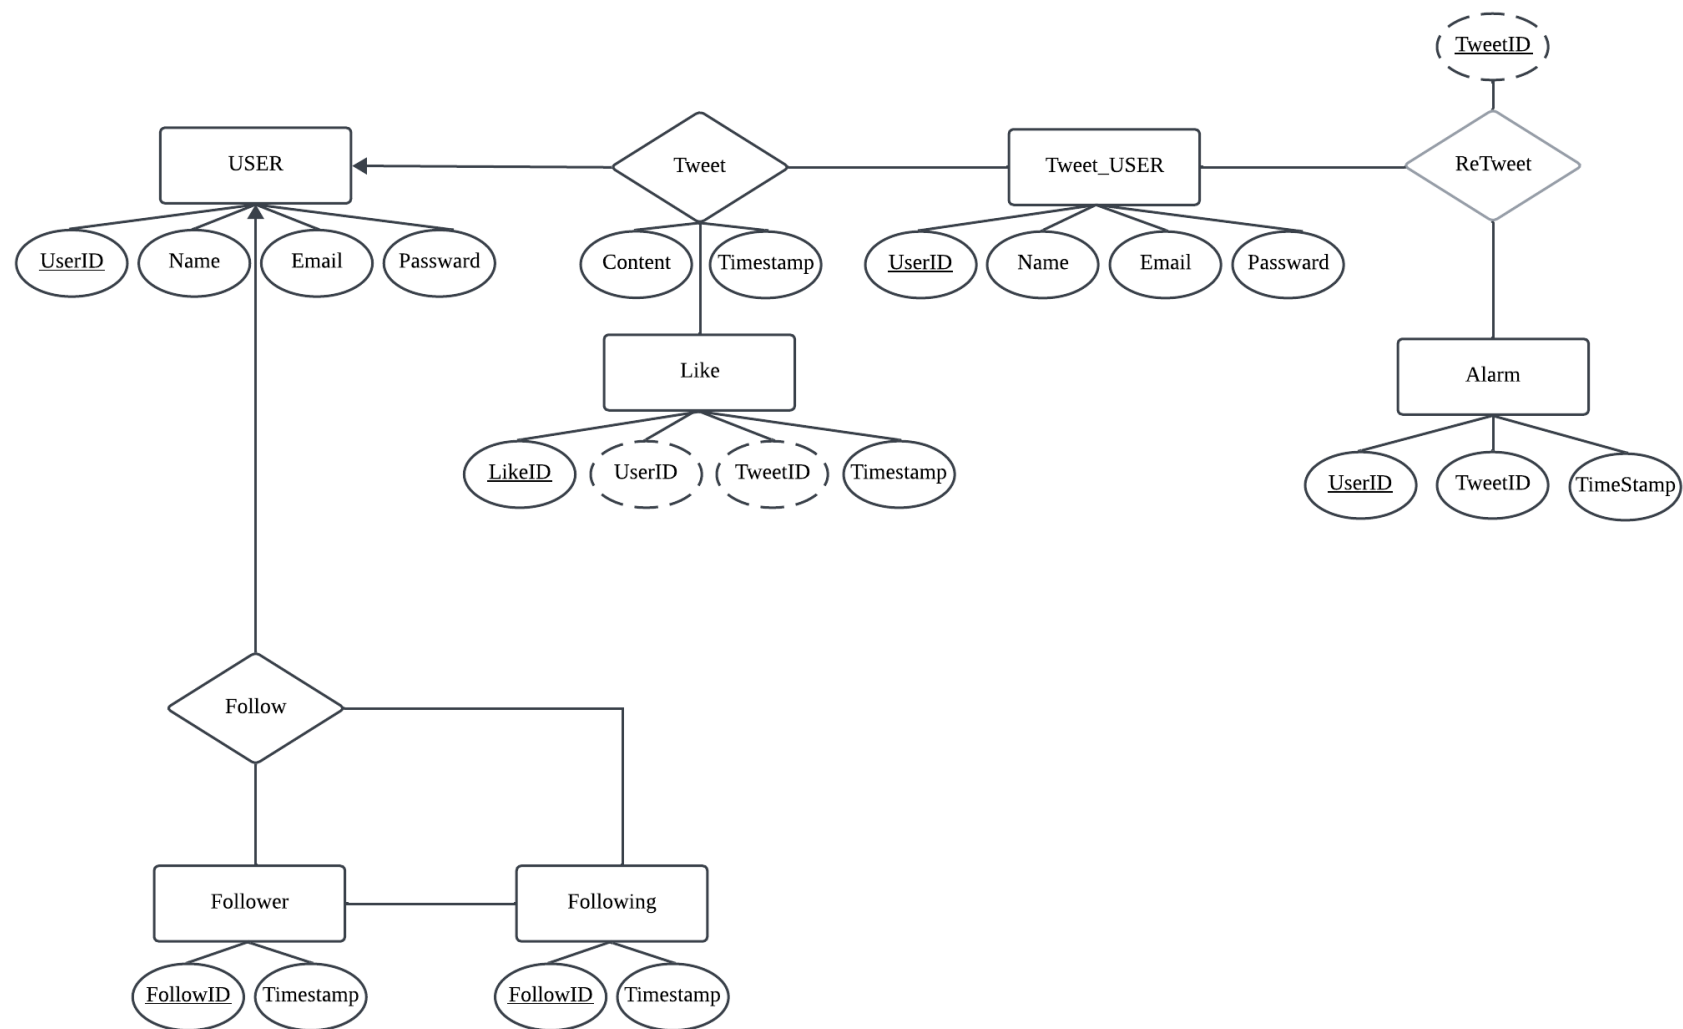 TweetID
USER
Tweet
Tweet_USER
ReTweet
UserID
Name
Email
Passward
Content
Timestamp
UserID
Name
Email
Passward
Like
Alarm
LikeID
UserID
TweetID
Timestamp
UserID
TweetID
TimeStamp
Follow
Follower
Following
FollowID
Timestamp
FollowID
Timestamp